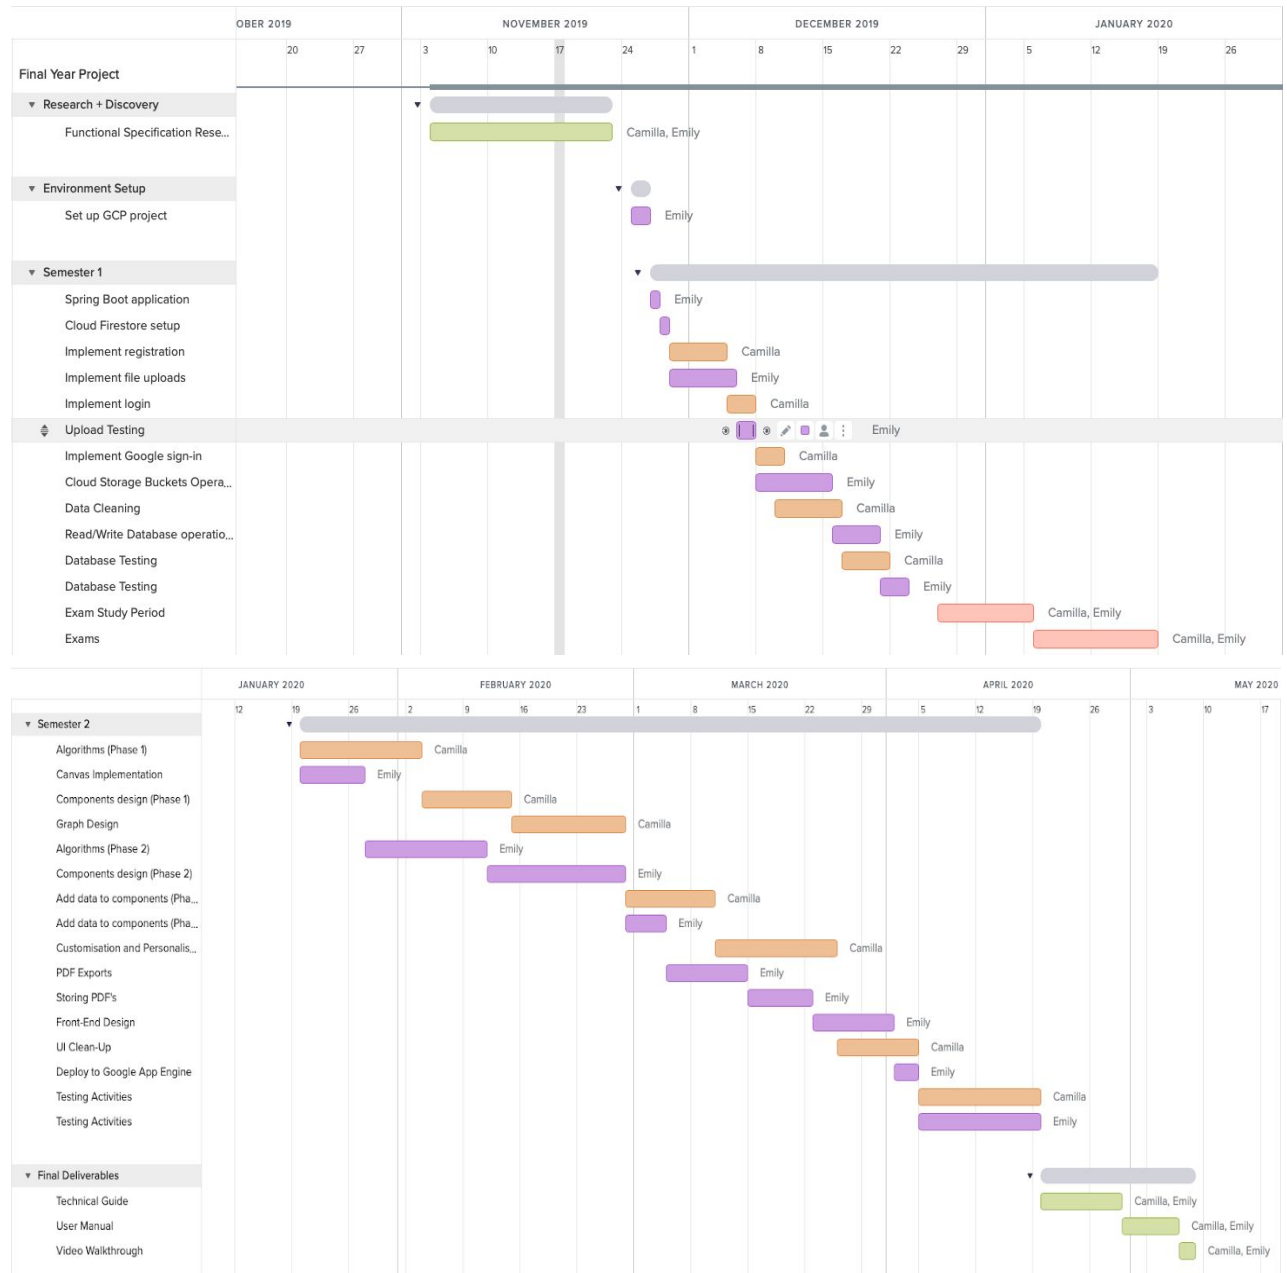 OBER 2019 NOVEMBER 2019 DECEMBER 2019 JANUARY 2020
20 27 3 10 17 24 1 8 15 22 29 5 12 19 26
Final Year Project
Research + Discovery
Functional Specification Rese... Camilla, Emily
Environment Setup
Set up GCP project Emily
Semester 1
Spring Boot application Emily
Cloud Firestore setup
Implement registration Camilla
Implement file uploads Emily
Implement login Camilla
Upload Testing Emily
Implement Google sign-in Camilla
Cloud Storage Buckets Opera... Emily
Data Cleaning Camilla
Read/Write Database operatio... Emily
Database Testing Camilla
Database Testing Emily
Exam Study Period Camilla, Emily
Exams Camilla, Emily
JANUARY 2020 FEBRUARY 2020 MARCH 2020 APRIL 2020 MAY 2020
12 19 26 2 9 16 23 1 8 15 22 29 5 12 19 26 3 10 17
Semester 2
Algorithms (Phase 1) Camilla
Canvas Implementation Emily
Components design (Phase 1) Camilla
Graph Design Camilla
Algorithms (Phase 2) Emily
Components design (Phase 2) Emily
Add data to components (Pha... Camilla
Add data to components (Pha... Emily
Customisation and Personalis... Camilla
PDF Exports Emily
Storing PDF's Emily
Front-End Design Emily
UI Clean-Up Camilla
Deploy to Google App Engine Emily
Testing Activities Camilla
Testing Activities Emily
Final Deliverables
Technical Guide Camilla, Emily
User Manual Camilla, Emily
Video Walkthrough Camilla, Emily